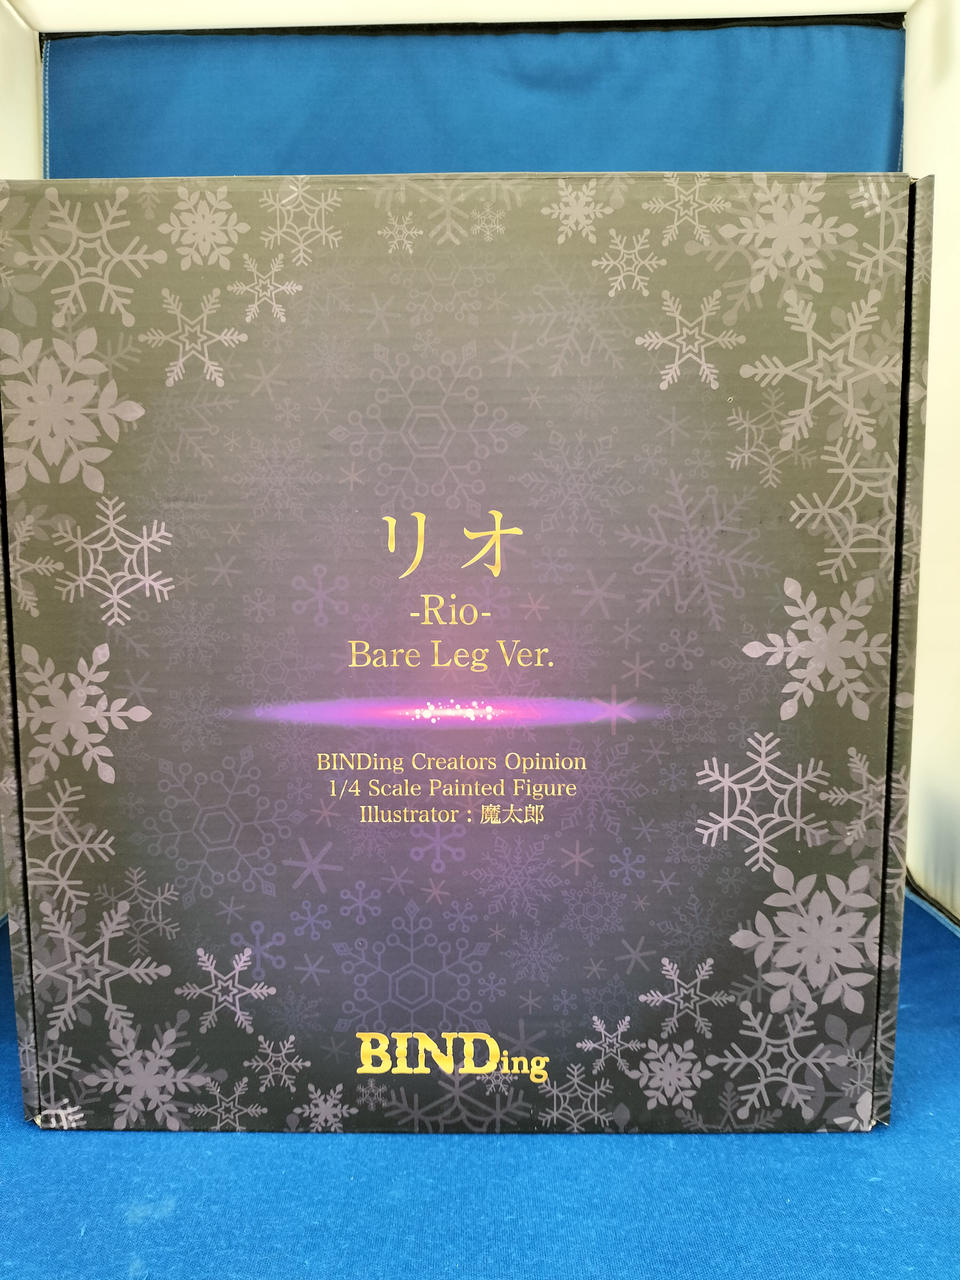 リオ
-Rio-
Bare Leg Ver.
BINDing Creators Opinion
1/4 Scale Painted Figure
Illustrator : 魔太郎
BINDing